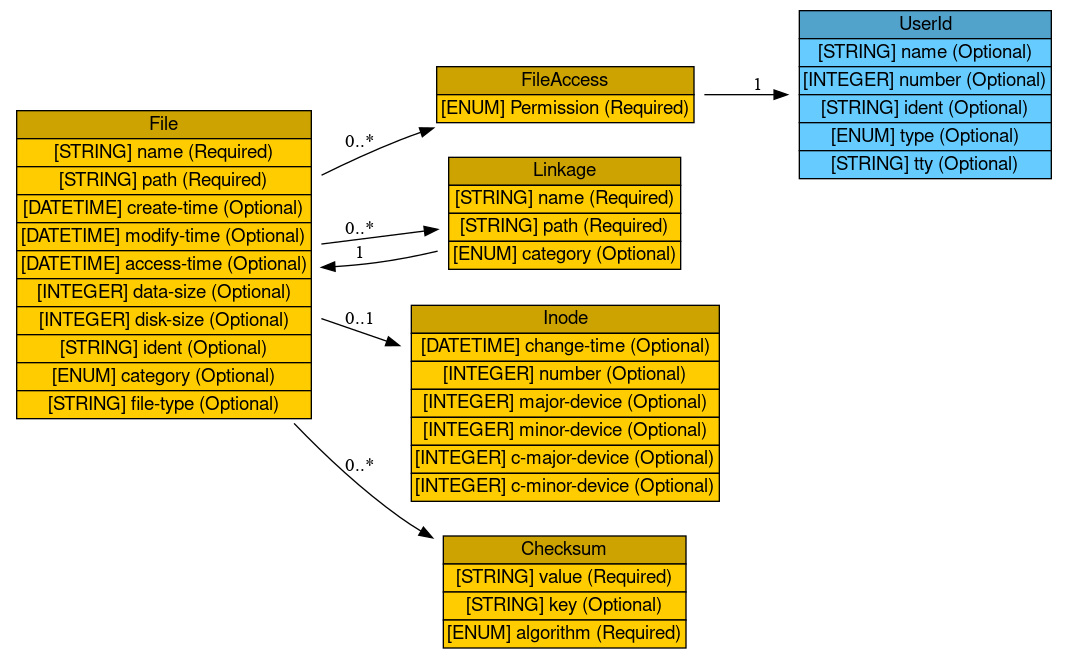 File
[STRING] name (Required)
[STRING] path (Required)
[DATETIME] create-time (Optional)
[DATETIME] modify-time (Optional)
[DATETIME] access-time (Optional)
[INTEGER] data-size (Optional)
[INTEGER] disk-size (Optional)
[STRING] ident (Optional)
[ENUM] category (Optional)
[STRING] file-type (Optional)
0..*
0..*
1
0..1
0..*
FileAccess
[ENUM] Permission (Required)
1
UserId
[STRING] name (Optional)
[INTEGER] number (Optional)
[STRING] ident (Optional)
[ENUM] type (Optional)
[STRING] tty (Optional)
Linkage
[STRING] name (Required)
[STRING] path (Required)
[ENUM] category (Optional)
Inode
[DATETIME] change-time (Optional)
[INTEGER] number (Optional)
[INTEGER] major-device (Optional)
[INTEGER] minor-device (Optional)
[INTEGER] c-major-device (Optional)
[INTEGER] c-minor-device (Optional)
Checksum
[STRING] value (Required)
[STRING] key (Optional)
[ENUM] algorithm (Required)